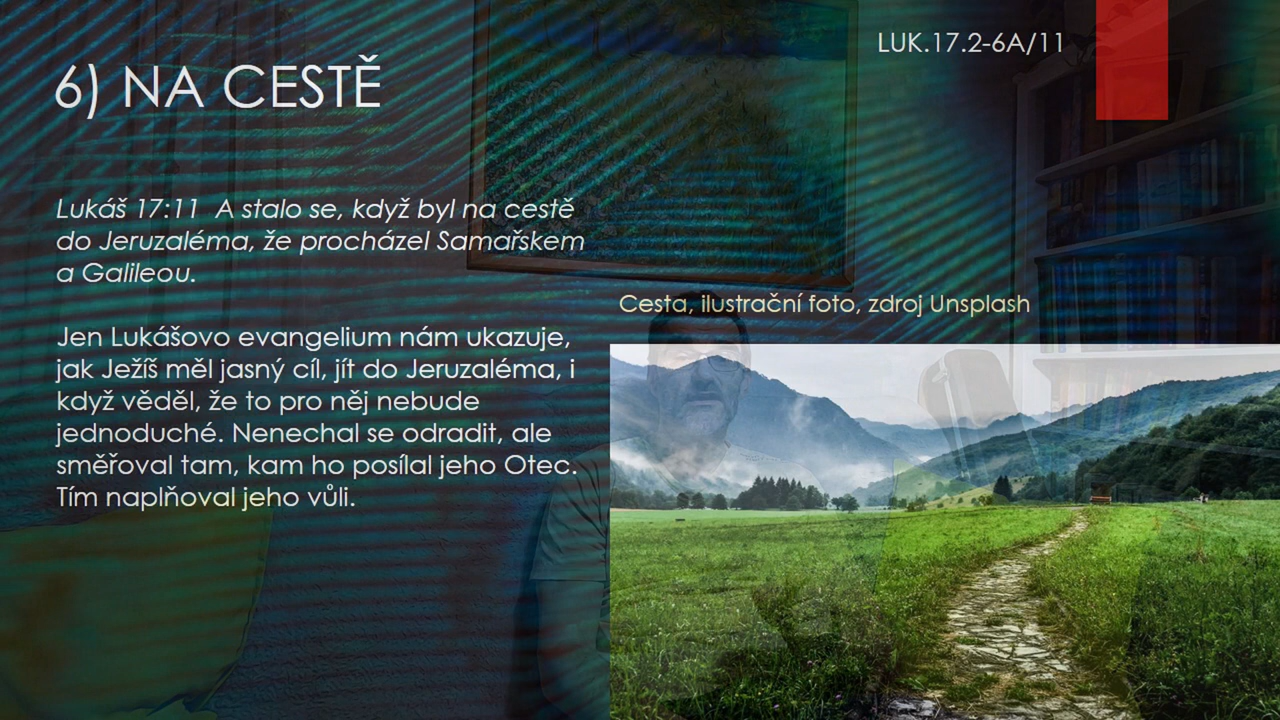 LUK.17.2-6A/11
6) NA CESTĚ
Lukáš 17:11  A stalo se, když byl na cestě
do Jeruzaléma, že procházel Samařskem
a Galileou.
Jen Lukášovo evangelium nám ukazuje,
jak Ježíš měl jasný cíl, jít do Jeruzaléma, i
když věděl, že to pro něj nebude
jednoduché. Nenechal se odradit, ale
směřoval tam, kam ho posílal jeho Otec.
Tím naplňoval jeho vůli.
Cesta, ilustrační foto, zdroj Unsplash